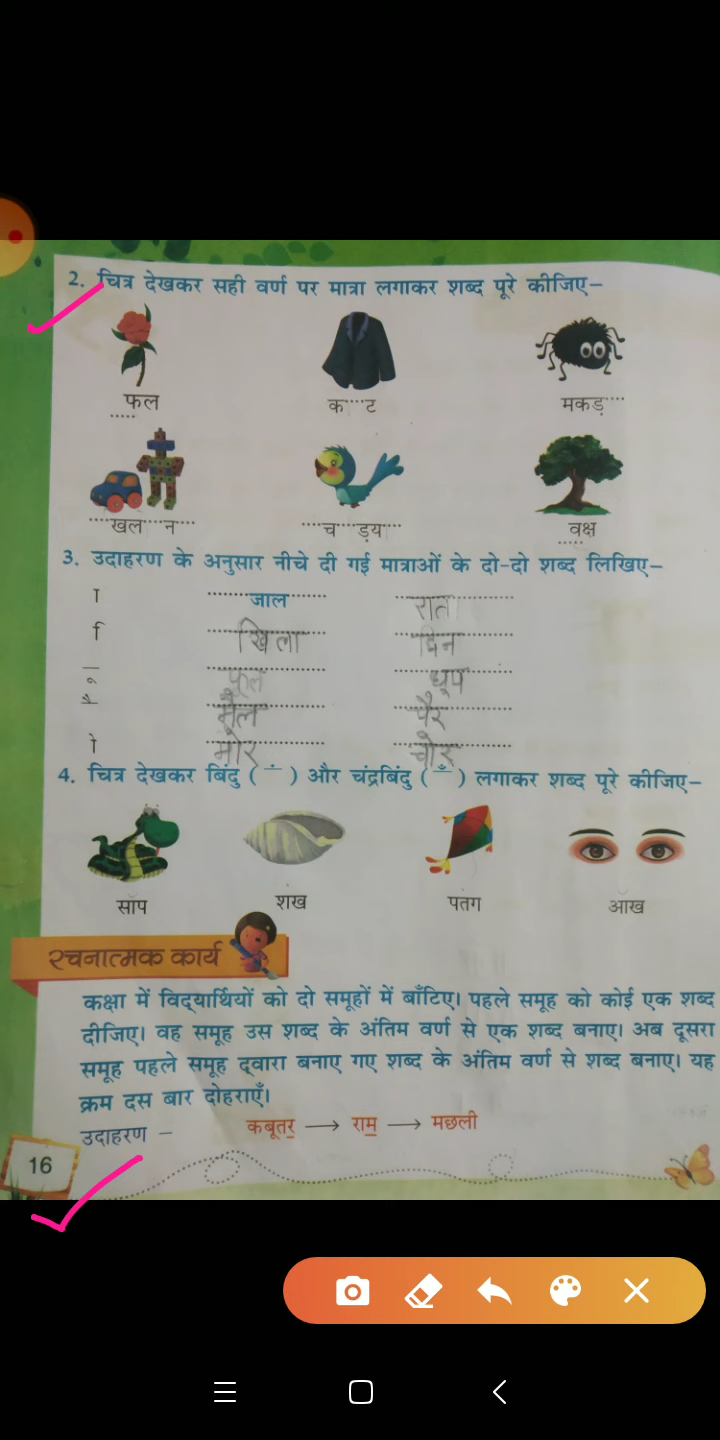 2. चित्र देखकर सही वर्ण पर मात्रा लगाकर शब्द पूरे कीजिए–
फल क....ट मकड़....
....खल....न.... ....च....ड़य.... वक्ष
3. उदाहरण के अनुसार नीचे दी गई मात्राओं के दो-दो शब्द लिखिए–
ा जाल रात
ि खिला दिन
ू फूल धूप
ै मैल पैर
ो मोर चोर
4. चित्र देखकर बिंदु ( ं ) और चंद्रबिंदु ( ँ ) लगाकर शब्द पूरे कीजिए–
साँप शंख पतंग आँख
रचनात्मक कार्य
कक्षा में विद्यार्थियों को दो समूहों में बाँटिए। पहले समूह को कोई एक शब्द
दीजिए। वह समूह उस शब्द के अंतिम वर्ण से एक शब्द बनाए। अब दूसरा
समूह पहले समूह द्वारा बनाए गए शब्द के अंतिम वर्ण से शब्द बनाए। यह
क्रम दस बार दोहराएँ।
उदाहरण – कबूतर → राम → मछली
16